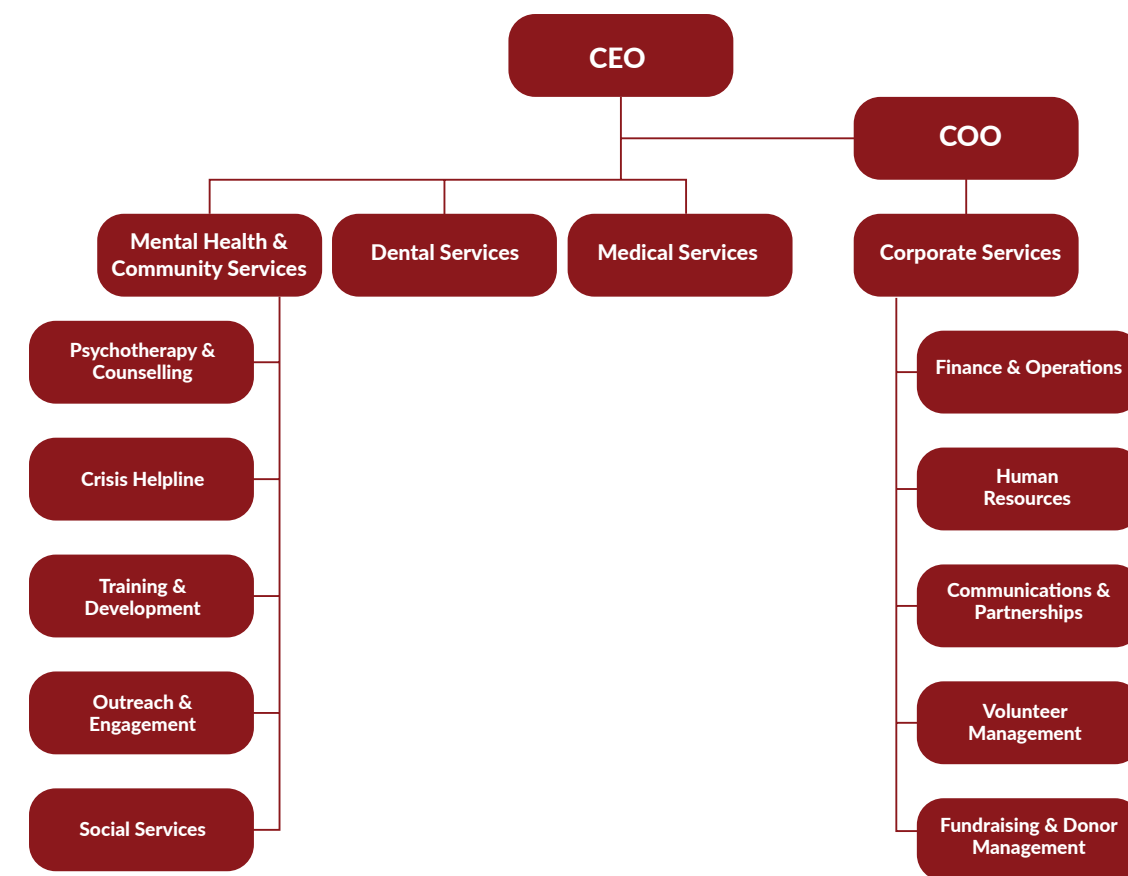 CEO
COO
Mental Health &
Community Services
Dental Services
Medical Services
Corporate Services
Psychotherapy &
Counselling
Crisis Helpline
Training &
Development
Outreach &
Engagement
Social Services
Finance & Operations
Human
Resources
Communications &
Partnerships
Volunteer
Management
Fundraising & Donor
Management